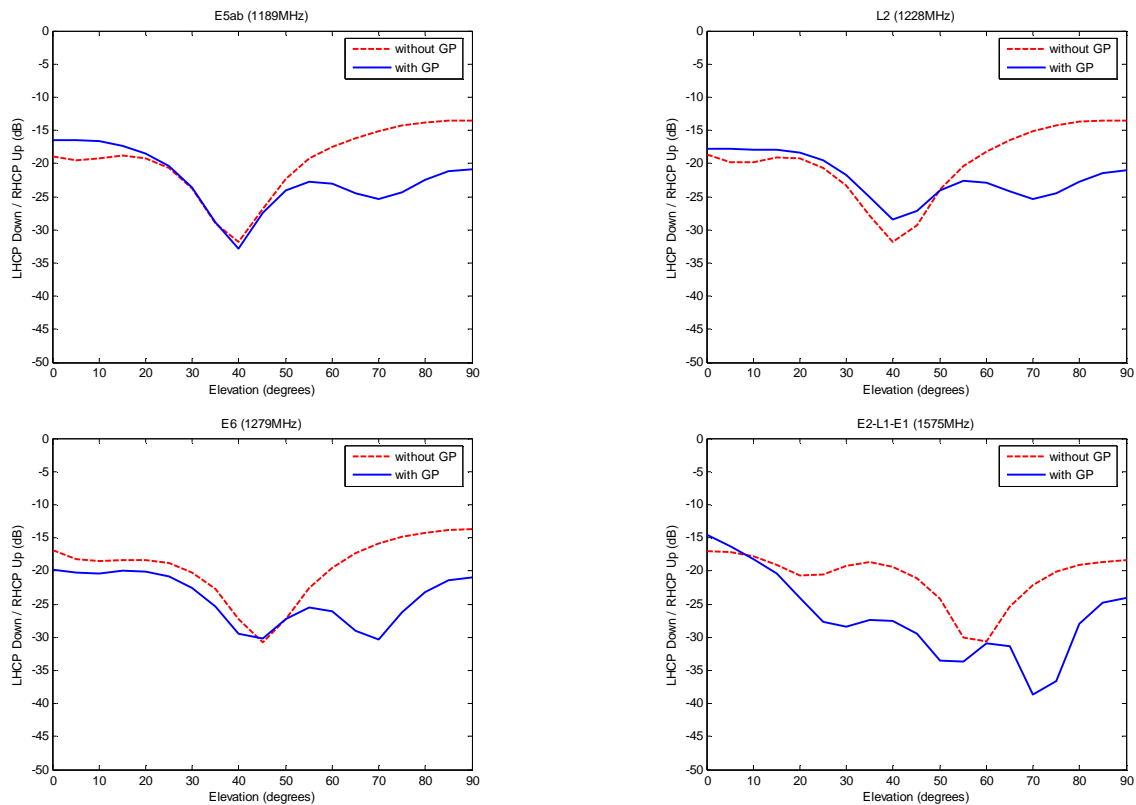 E5ab (1189MHz)
0
-5
-10
-15
-20
-25
-30
-35
-40
-45
-50
LHCP Down / RHCP Up (dB)
without GP
with GP
0 10 20 30 40 50 60 70 80 90
Elevation (degrees)
L2 (1228MHz)
0
-5
-10
-15
-20
-25
-30
-35
-40
-45
-50
LHCP Down / RHCP Up (dB)
without GP
with GP
0 10 20 30 40 50 60 70 80 90
Elevation (degrees)
E6 (1279MHz)
0
-5
-10
-15
-20
-25
-30
-35
-40
-45
-50
LHCP Down / RHCP Up (dB)
without GP
with GP
0 10 20 30 40 50 60 70 80 90
Elevation (degrees)
E2-L1-E1 (1575MHz)
0
-5
-10
-15
-20
-25
-30
-35
-40
-45
-50
LHCP Down / RHCP Up (dB)
without GP
with GP
0 10 20 30 40 50 60 70 80 90
Elevation (degrees)